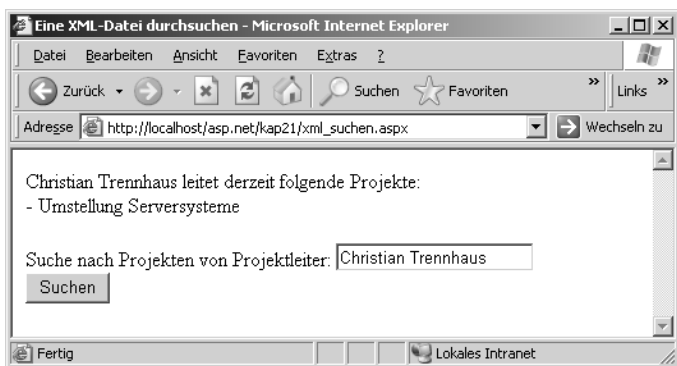 Eine XML-Datei durchsuchen - Microsoft Internet Explorer
Datei Bearbeiten Ansicht Favoriten Extras ?
Zurück Suchen Favoriten » Links »
Adresse http://localhost/asp.net/kap21/xml_suchen.aspx Wechseln zu
Christian Trennhaus leitet derzeit folgende Projekte:
- Umstellung Serversysteme
Suche nach Projekten von Projektleiter: Christian Trennhaus
Suchen
Fertig Lokales Intranet